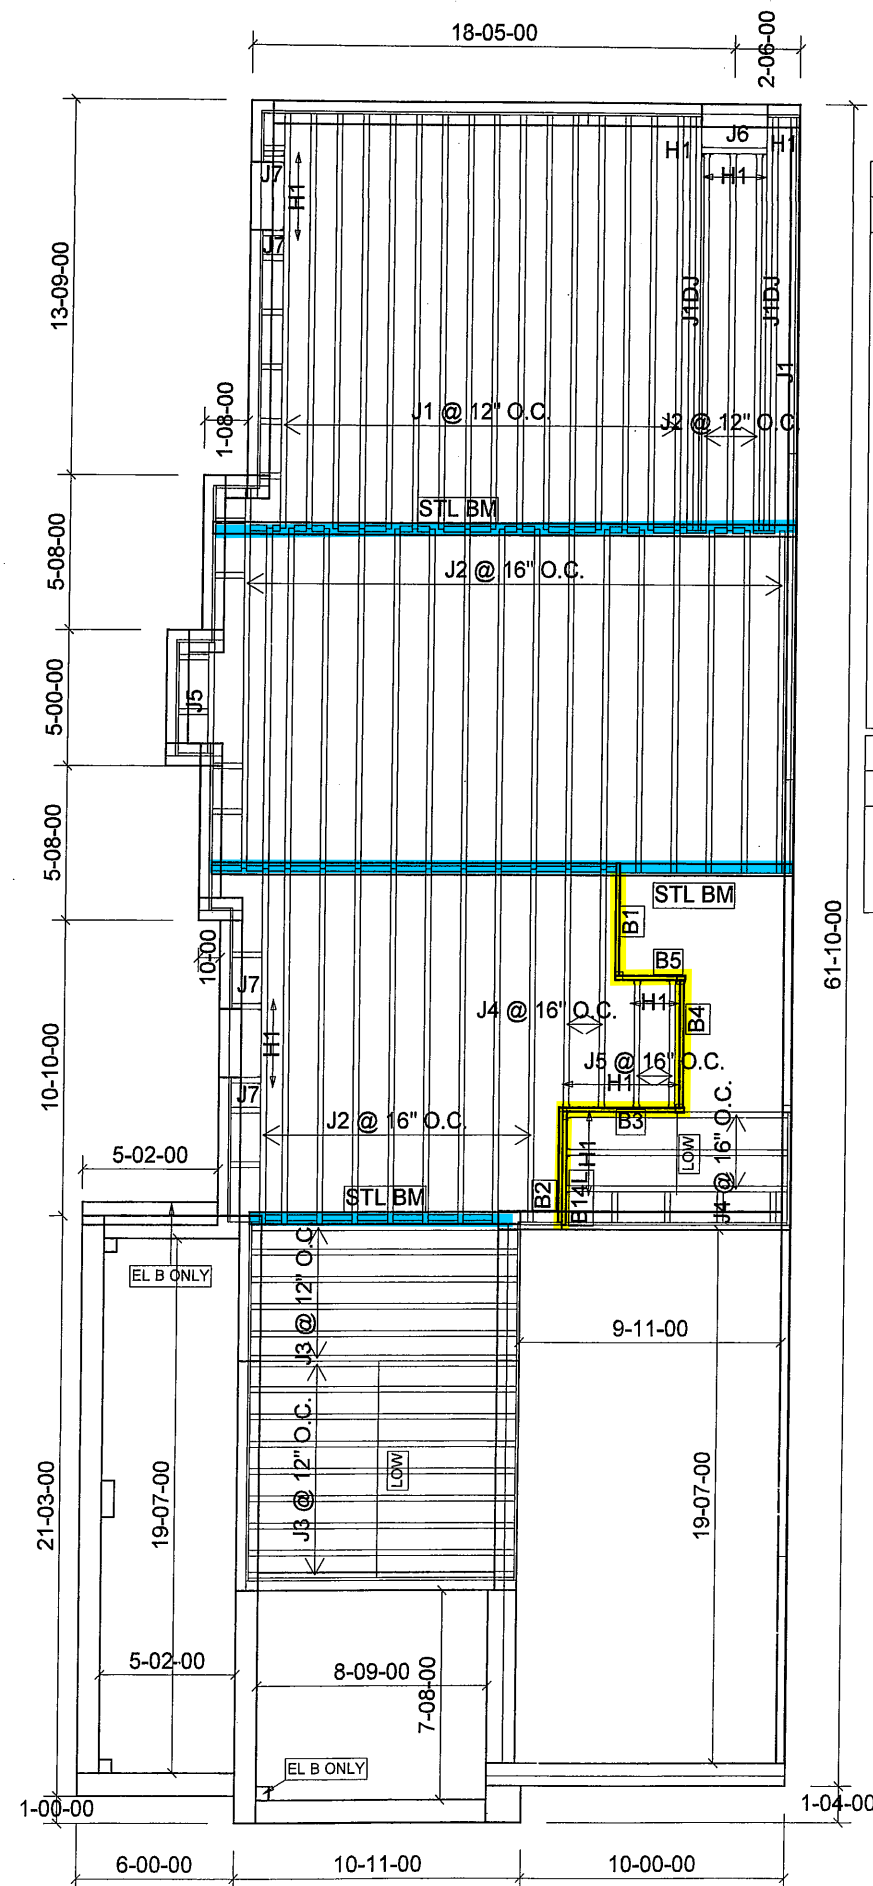 18-05-00
2-06-00
J6
H1
H1
H1
J7
H1
J7
13-09-00
J1DJ
J1DJ
J1
1-08-00
J1 @ 12" O.C.
J2 @ 12" O.C.
STL BM
5-08-00
J2 @ 16" O.C.
5-00-00
J5
5-08-00
STL BM
B1
61-10-00
10-00
B5
J7
H1
J4 @ 16" O.C.
H1
B4
J5 @ 16" O.C.
H1
10-10-00
J7
J2 @ 16" O.C.
B3
H1
LOW
J4 @ 16" O.C.
5-02-00
STL BM
B2
B14L
EL B ONLY
J3 @ 12" O.C.
9-11-00
J3 @ 12" O.C.
LOW
21-03-00
19-07-00
19-07-00
5-02-00
8-09-00
7-08-00
EL B ONLY
1-00-00
1-04-00
6-00-00
10-11-00
10-00-00